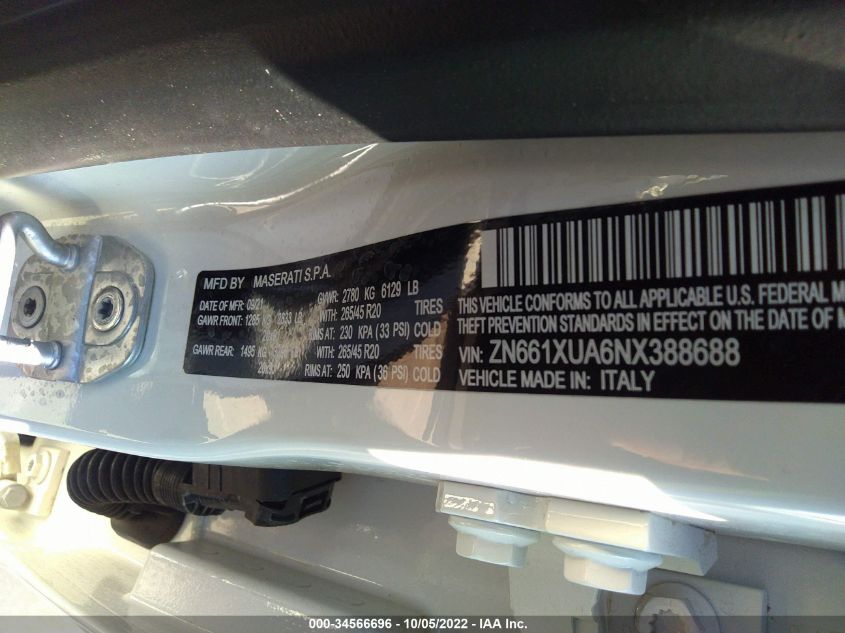 MFD BY MASERATI S.P.A.
DATE OF MFR: 09/21 GVWR: 2780 KG 6129 LB
GAWR FRONT: 1285 KG 2833 LB WITH: 265/45 R20 TIRES
RIMS AT: 230 KPA (33 PSI) COLD
GAWR REAR: 1495 KG LB WITH: 265/45 R20 TIRES
RIMS AT: 250 KPA (36 PSI) COLD
THIS VEHICLE CONFORMS TO ALL APPLICABLE U.S. FEDERAL
THEFT PREVENTION STANDARDS IN EFFECT ON THE DATE OF
VIN: ZN661XUA6NX388688
VEHICLE MADE IN: ITALY
000-34566696 - 10/05/2022 - IAA Inc.